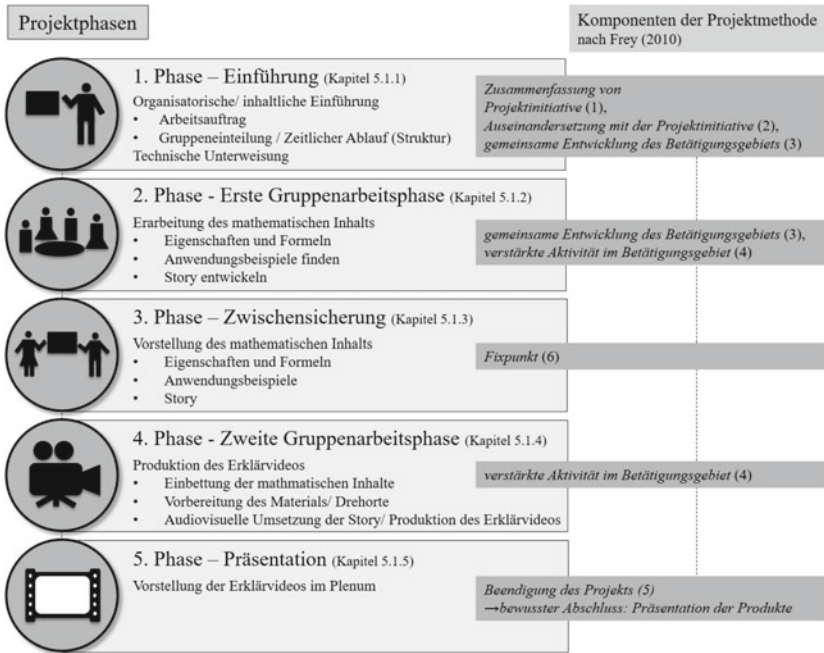 Projektphasen
Komponenten der Projektmethode
nach Frey (2010)
1. Phase – Einführung (Kapitel 5.1.1)
Organisatorische/ inhaltliche Einführung
• Arbeitsauftrag
• Gruppeneinteilung / Zeitlicher Ablauf (Struktur)
Technische Unterweisung
Zusammenfassung von
Projektinitiative (1),
Auseinandersetzung mit der Projektinitiative (2),
gemeinsame Entwicklung des Betätigungsgebiets (3)
2. Phase - Erste Gruppenarbeitsphase (Kapitel 5.1.2)
Erarbeitung des mathematischen Inhalts
• Eigenschaften und Formeln
• Anwendungsbeispiele finden
• Story entwickeln
gemeinsame Entwicklung des Betätigungsgebiets (3),
verstärkte Aktivität im Betätigungsgebiet (4)
3. Phase – Zwischensicherung (Kapitel 5.1.3)
Vorstellung des mathematischen Inhalts
• Eigenschaften und Formeln
• Anwendungsbeispiele
• Story
Fixpunkt (6)
4. Phase - Zweite Gruppenarbeitsphase (Kapitel 5.1.4)
Produktion des Erklärvideos
• Einbettung der mathmatischen Inhalte
• Vorbereitung des Materials/ Drehorte
• Audiovisuelle Umsetzung der Story/ Produktion des Erklärvideos
verstärkte Aktivität im Betätigungsgebiet (4)
5. Phase – Präsentation (Kapitel 5.1.5)
Vorstellung der Erklärvideos im Plenum
Beendigung des Projekts (5)
→bewusster Abschluss: Präsentation der Produkte